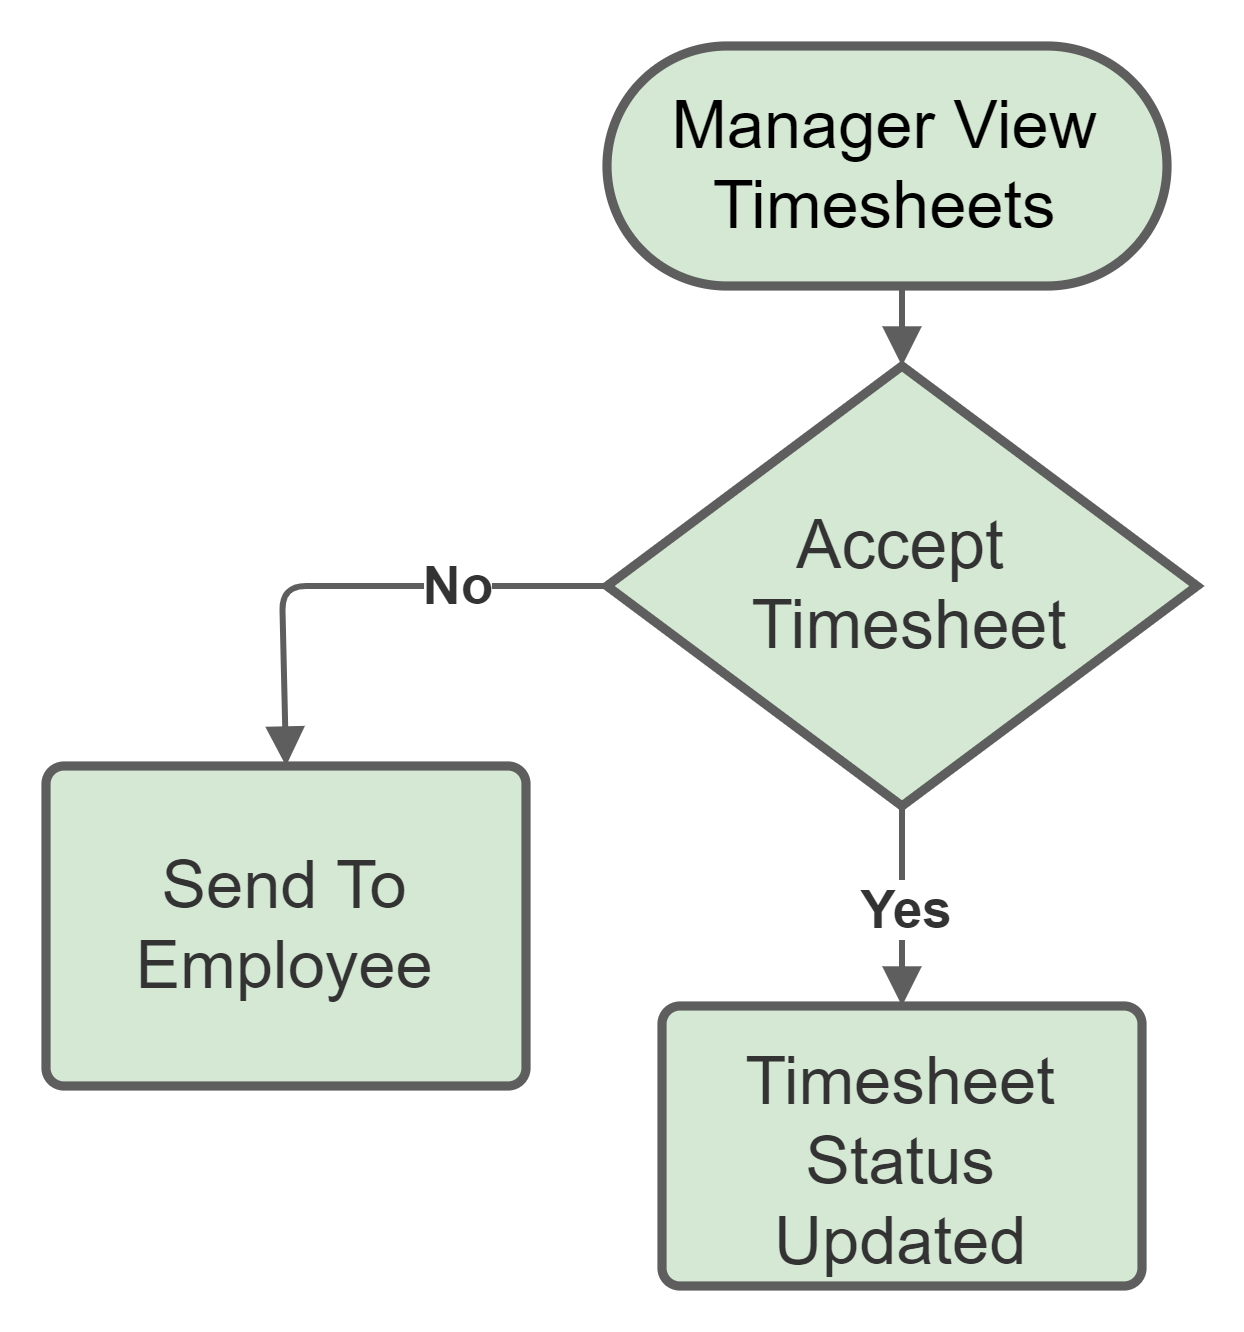 Manager View
Timesheets
Accept
Timesheet
No
Send To
Employee
Yes
Timesheet
Status
Updated